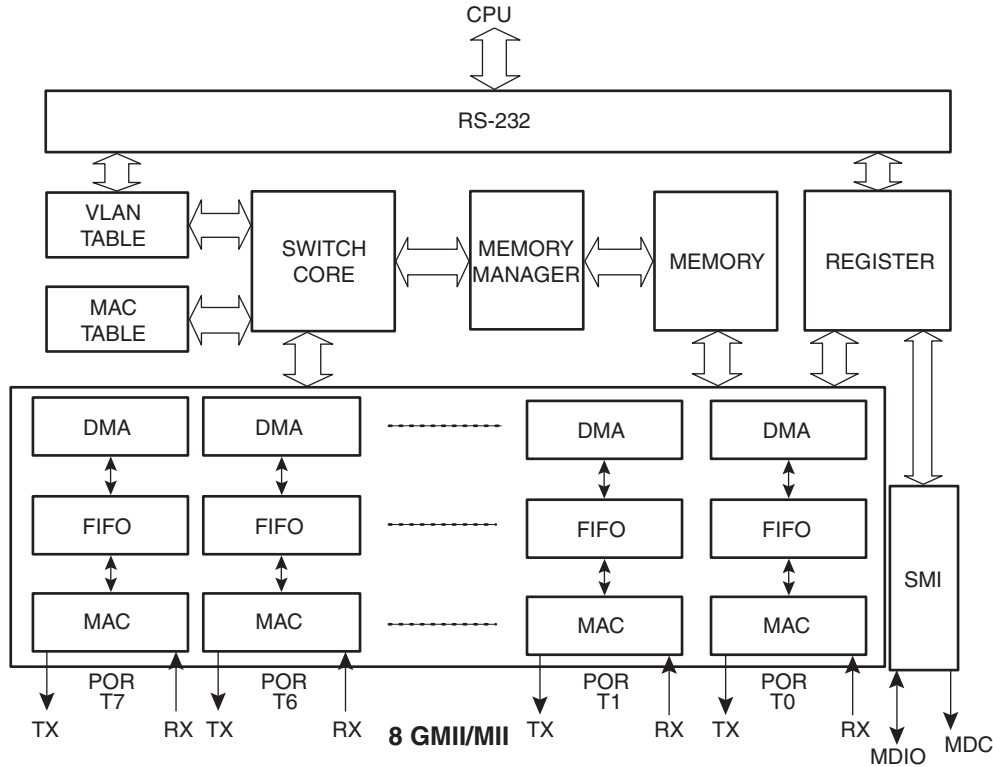 CPU
RS-232
VLAN
TABLE
SWITCH
CORE
MEMORY
MANAGER
MEMORY
REGISTER
MAC
TABLE
DMA
DMA
DMA
DMA
FIFO
FIFO
FIFO
FIFO
SMI
MAC
MAC
MAC
MAC
POR
T7
POR
T6
POR
T1
POR
T0
TX
RX
TX
RX
8 GMII/MII
TX
RX
TX
RX
MDIO
MDC